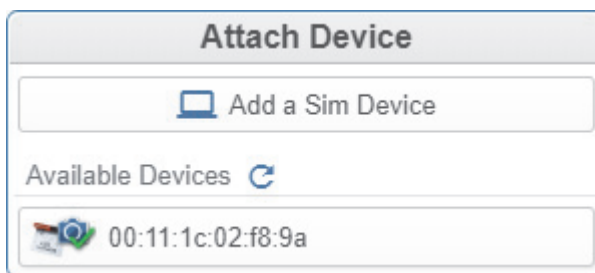 Attach Device
Add a Sim Device
Available Devices
00:11:1c:02:f8:9a